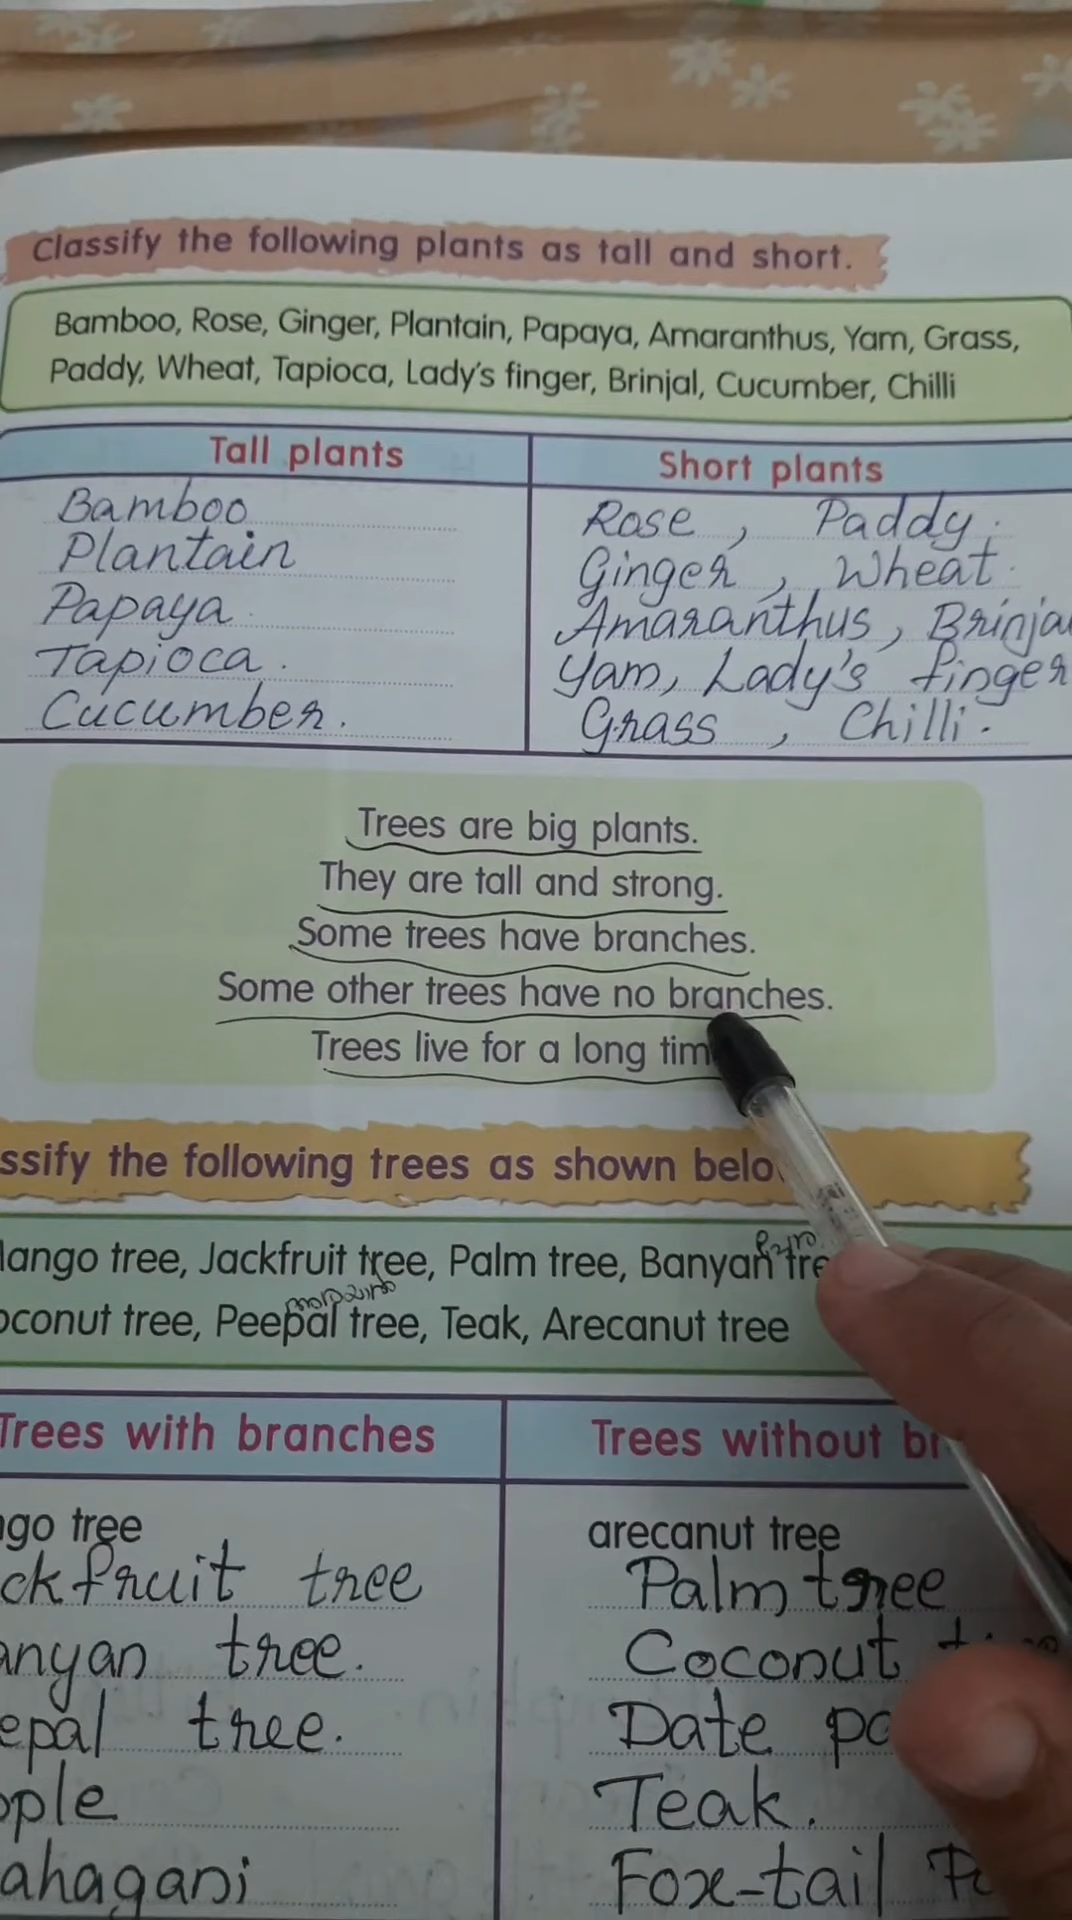 Classify the following plants as tall and short.
Bamboo, Rose, Ginger, Plantain, Papaya, Amaranthus, Yam, Grass,
Paddy, Wheat, Tapioca, Lady's finger, Brinjal, Cucumber, Chilli
Tall plants
Short plants
Bamboo
Plantain
Papaya
Tapioca.
Cucumber.
Rose, Paddy.
Ginger, Wheat.
Amaranthus, Brinja
Yam, Lady's finger
Grass, Chilli.
Trees are big plants.
They are tall and strong.
Some trees have branches.
Some other trees have no branches.
Trees live for a long tim
ssify the following trees as shown belo
ango tree, Jackfruit tree, Palm tree, Banyan tre
oconut tree, Peepal tree, Teak, Arecanut tree
Trees with branches
Trees without br
go tree
ckfruit tree
anyan tree.
epal tree.
ple
ahagani
arecanut tree
Palm tree
Coconut
Date pa
Teak.
Fox-tail